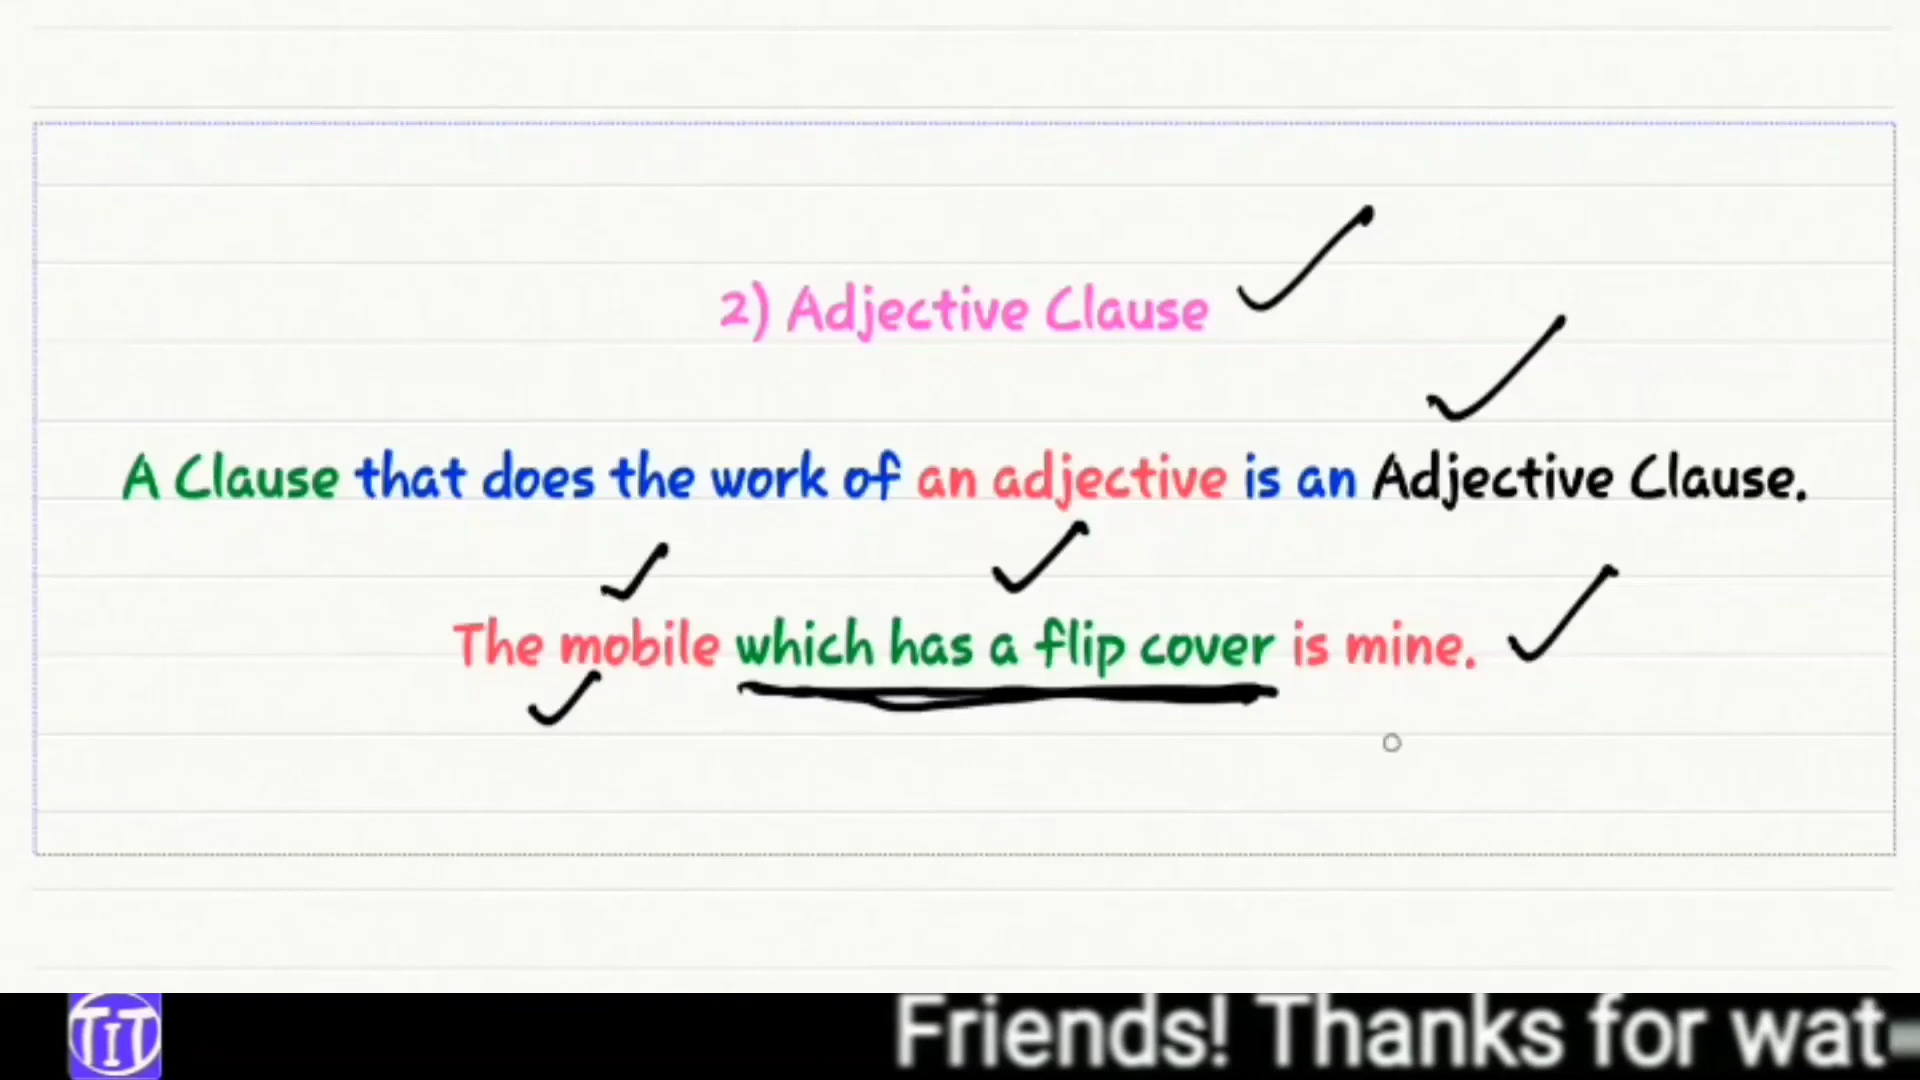 2) Adjective Clause
A Clause that does the work of an adjective is an Adjective Clause.
The mobile which has a flip cover is mine.
TIT
Friends! Thanks for wat